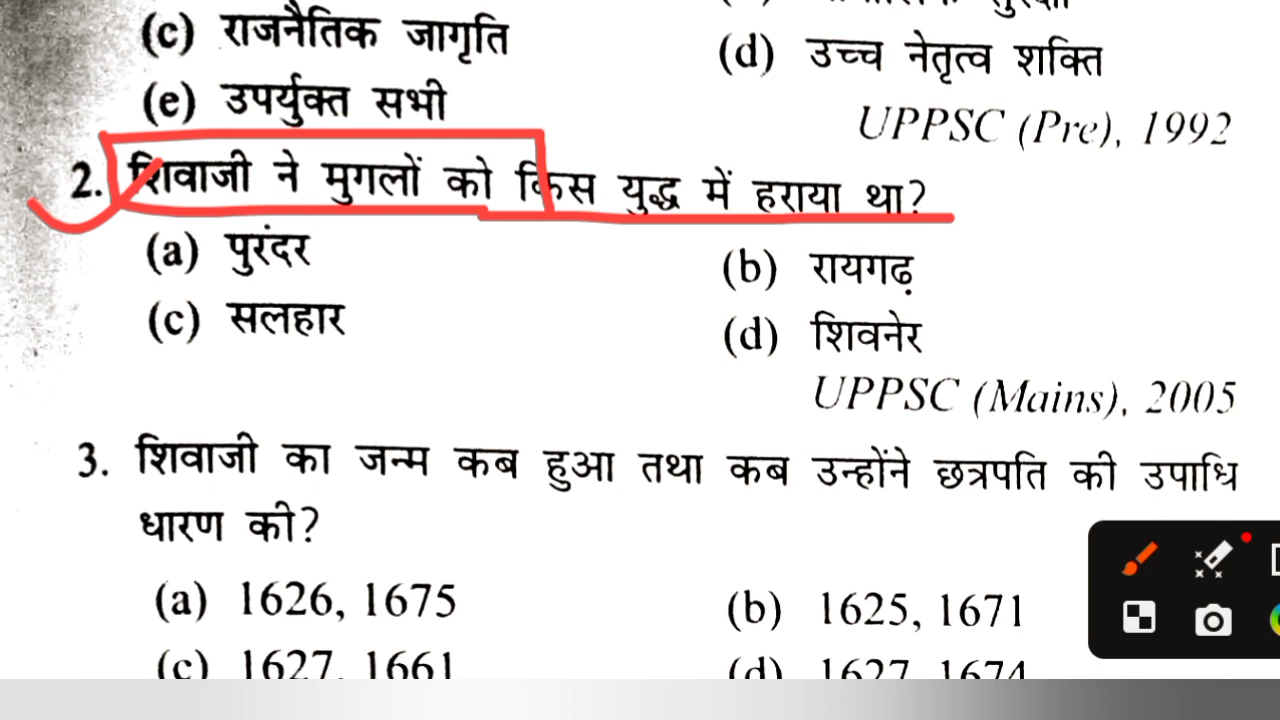 (c) राजनैतिक जागृति
(d) उच्च नेतृत्व शक्ति
(e) उपर्युक्त सभी
UPPSC (Pre), 1992
2. शिवाजी ने मुगलों को किस युद्ध में हराया था?
(a) पुरंदर
(b) रायगढ़
(c) सलहार
(d) शिवनेर
UPPSC (Mains), 2005
3. शिवाजी का जन्म कब हुआ तथा कब उन्होंने छत्रपति की उपाधि
धारण की?
(a) 1626, 1675
(b) 1625, 1671
(c) 1627, 1661
(d) 1627, 1674